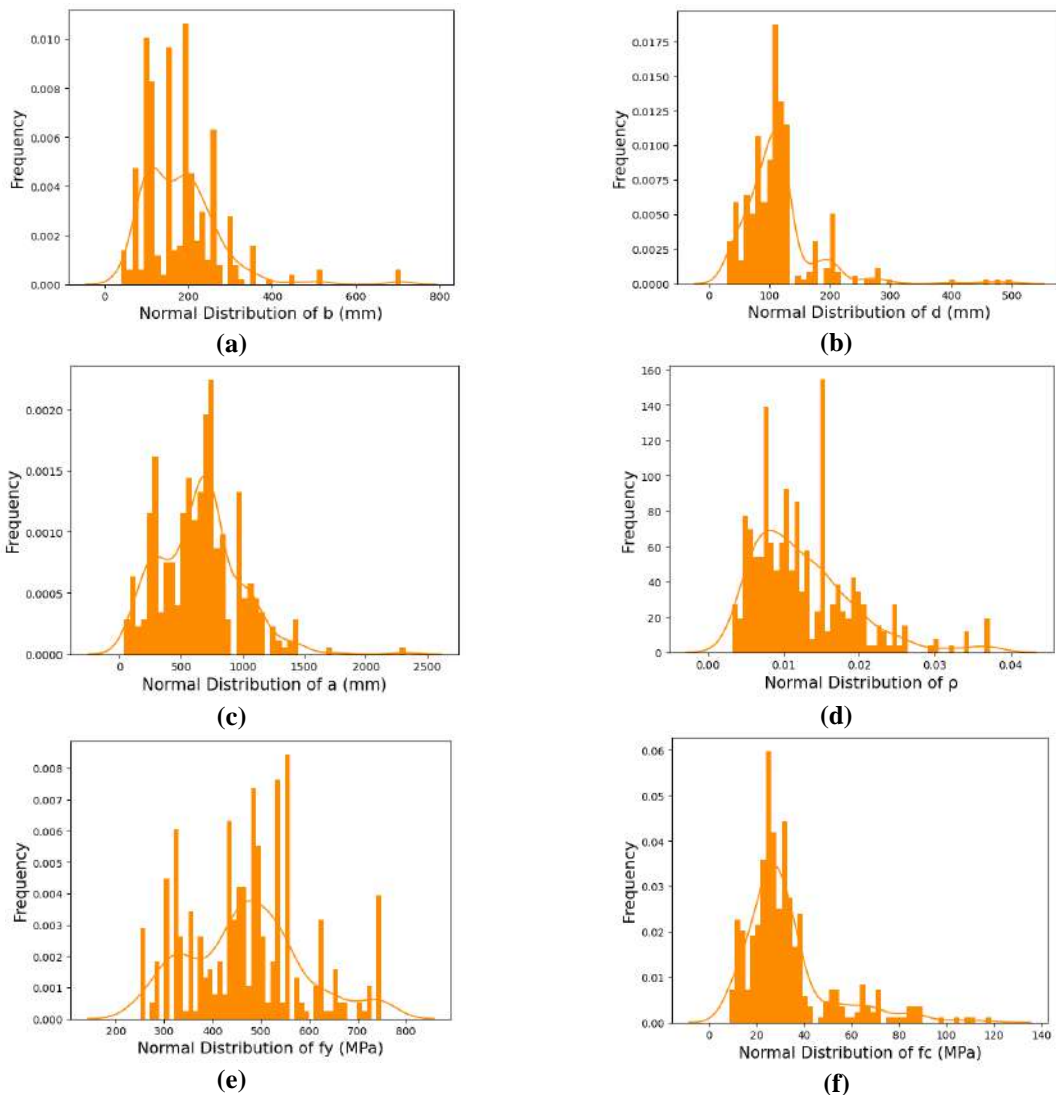 0.010
0.008
0.006
0.004
0.002
0.000
Frequency
0 200 400 600 800
Normal Distribution of b (mm)
(a)
0.0175
0.0150
0.0125
0.0100
0.0075
0.0050
0.0025
0.0000
Frequency
0 100 200 300 400 500
Normal Distribution of d (mm)
(b)
0.0020
0.0015
0.0010
0.0005
0.0000
Frequency
0 500 1000 1500 2000 2500
Normal Distribution of a (mm)
(c)
160
140
120
100
80
60
40
20
0
Frequency
0.00 0.01 0.02 0.03 0.04
Normal Distribution of ρ
(d)
0.008
0.007
0.006
0.005
0.004
0.003
0.002
0.001
0.000
Frequency
200 300 400 500 600 700 800
Normal Distribution of fy (MPa)
(e)
0.06
0.05
0.04
0.03
0.02
0.01
0.00
Frequency
0 20 40 60 80 100 120 140
Normal Distribution of fc (MPa)
(f)